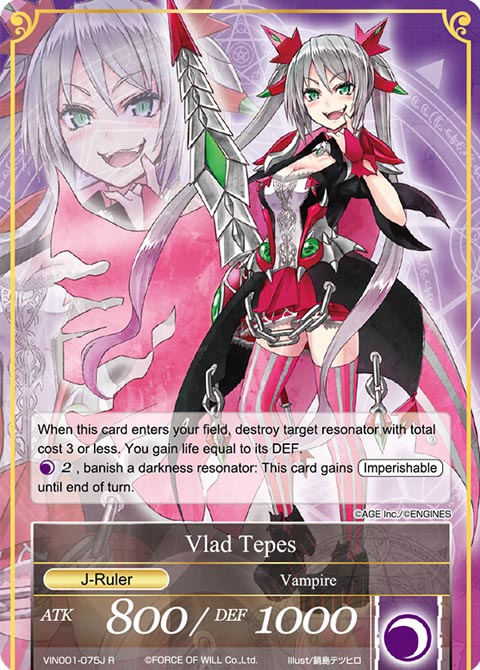 When this card enters your field, destroy target resonator with total
cost 3 or less. You gain life equal to its DEF.
2 , banish a darkness resonator: This card gains Imperishable
until end of turn.
©AGE Inc./©ENGINES
Vlad Tepes
J-Ruler Vampire
ATK 800 / DEF 1000
VIN001-075J R ©FORCE OF WILL Co.,Ltd. Illust/鍋島テツヒロ